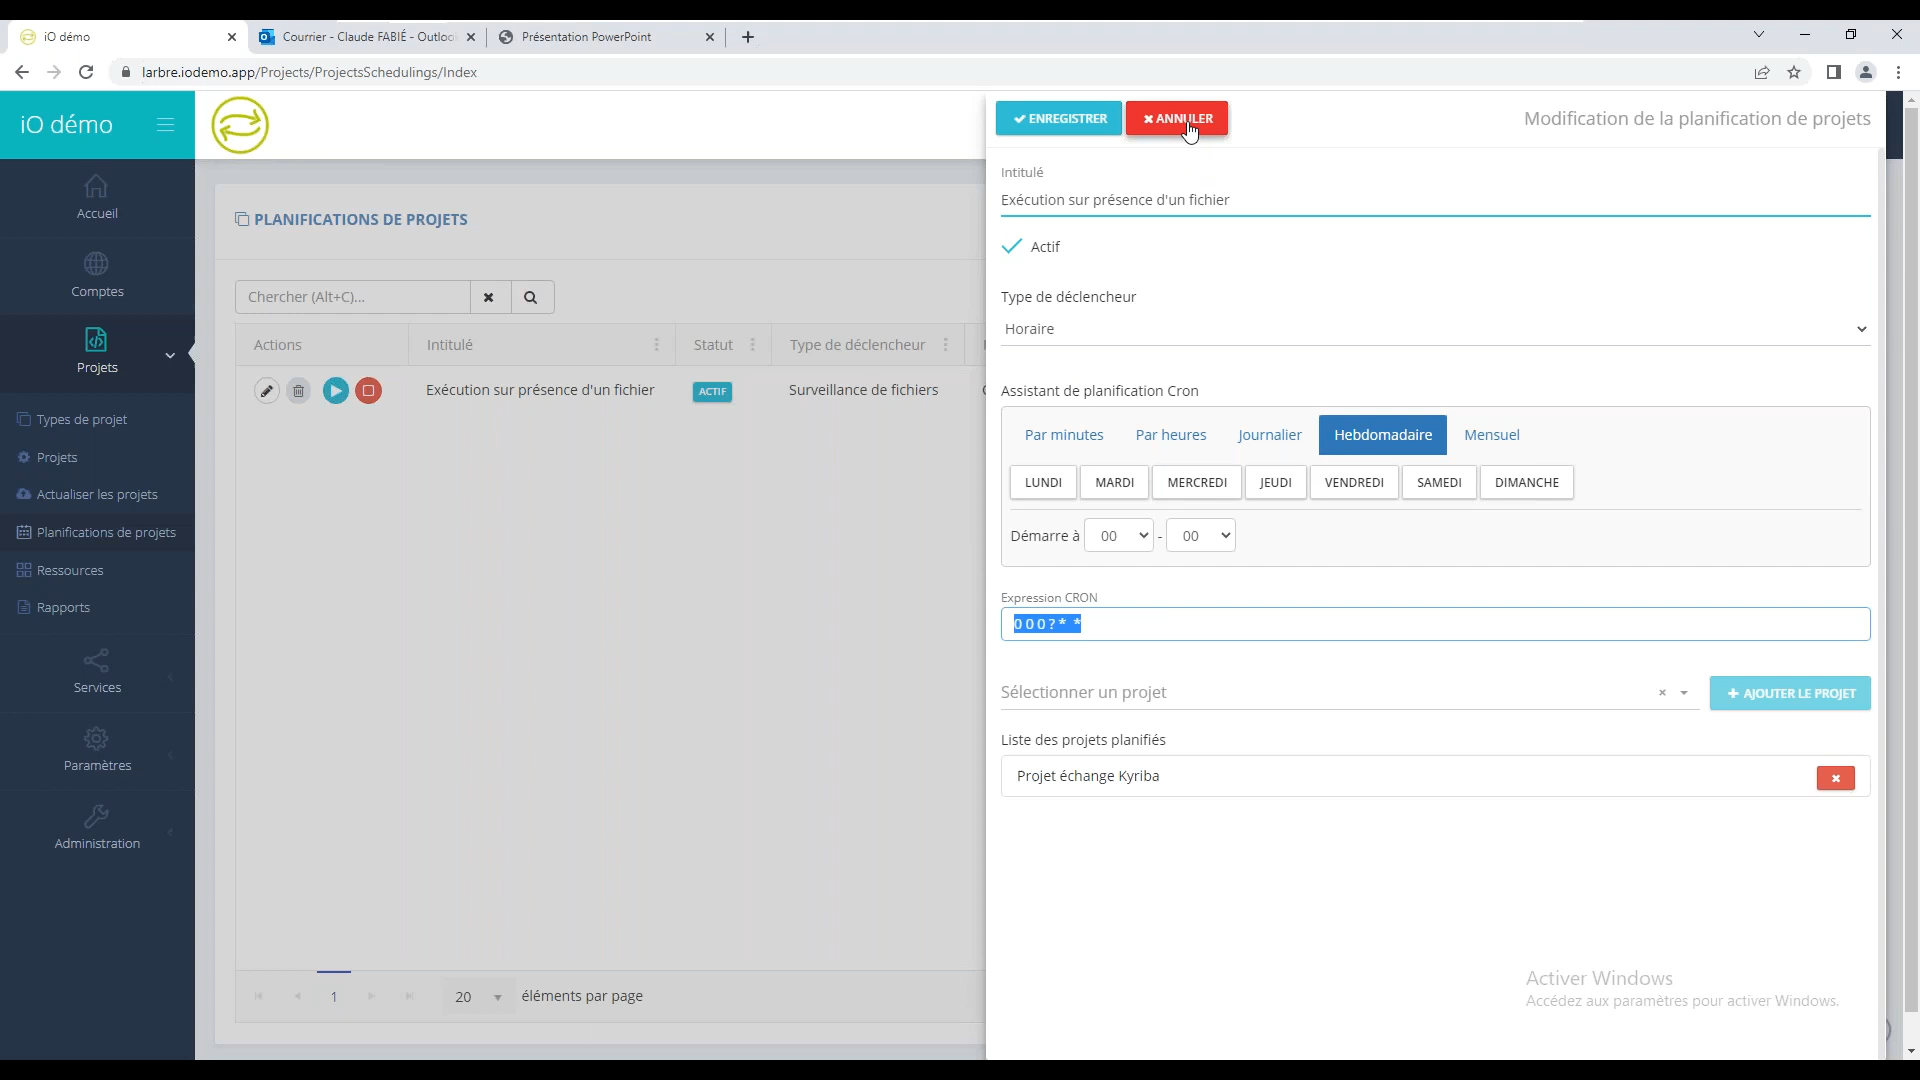 iO démo
Courrier - Claude FABIÉ - Outloo
Présentation PowerPoint
larbre.iodemo.app/Projects/ProjectsSchedulings/Index
iO démo
ENREGISTRER
ANNULER
Modification de la planification de projets
Accueil
Comptes
Projets
Types de projet
Projets
Actualiser les projets
Planifications de projets
Ressources
Rapports
Services
Paramètres
Administration
PLANIFICATIONS DE PROJETS
Chercher (Alt+C)...
Actions
Intitulé
Statut
Type de déclencheur
Exécution sur présence d'un fichier
ACTIF
Surveillance de fichiers
1
20
éléments par page
Intitulé
Exécution sur présence d'un fichier
Actif
Type de déclencheur
Horaire
Assistant de planification Cron
Par minutes
Par heures
Journalier
Hebdomadaire
Mensuel
LUNDI
MARDI
MERCREDI
JEUDI
VENDREDI
SAMEDI
DIMANCHE
Démarre à 00 - 00
Expression CRON
0 0 0 ? * *
Sélectionner un projet
+ AJOUTER LE PROJET
Liste des projets planifiés
Projet échange Kyriba
Activer Windows
Accédez aux paramètres pour activer Windows.